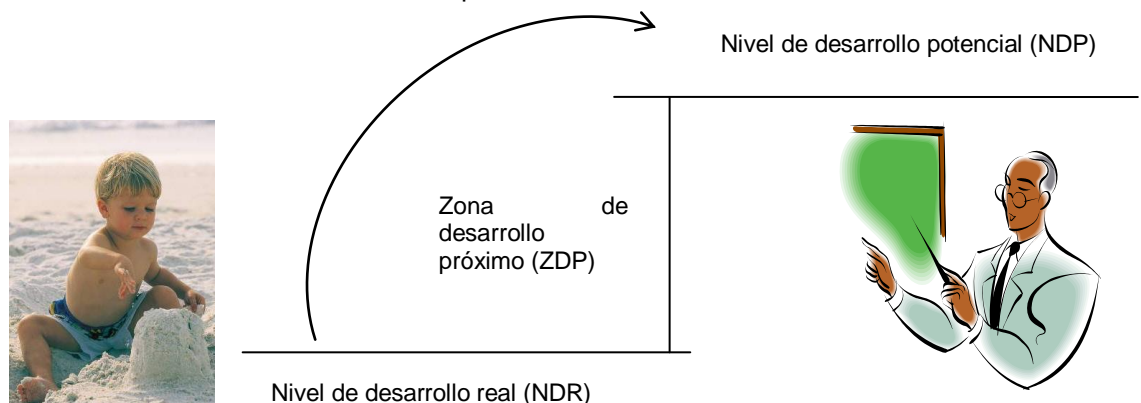 Nivel de desarrollo potencial (NDP)
Zona de
desarrollo
próximo (ZDP)
Nivel de desarrollo real (NDR)